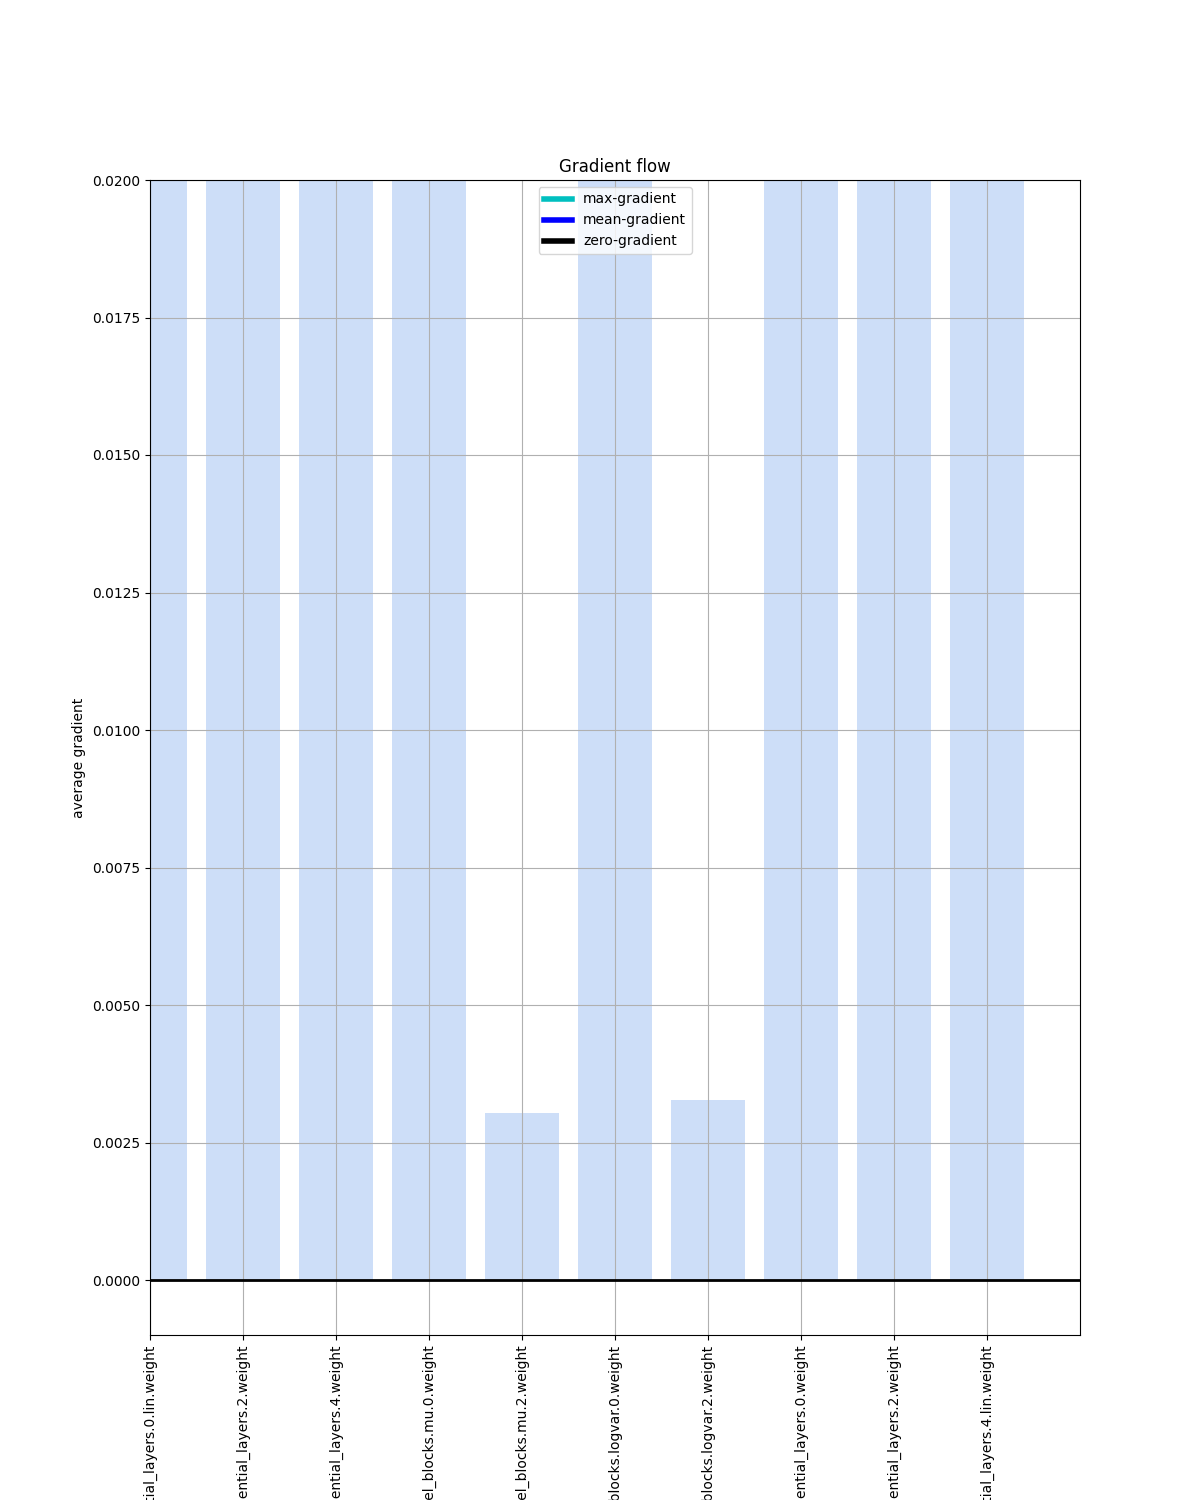 Gradient flow
max-gradient
mean-gradient
zero-gradient
0.0200
0.0175
0.0150
0.0125
0.0100
0.0075
0.0050
0.0025
0.0000
average gradient
tial_layers.0.lin.weight
ential_layers.2.weight
ential_layers.4.weight
el_blocks.mu.0.weight
el_blocks.mu.2.weight
blocks.logvar.0.weight
blocks.logvar.2.weight
ential_layers.0.weight
ential_layers.2.weight
tial_layers.4.lin.weight